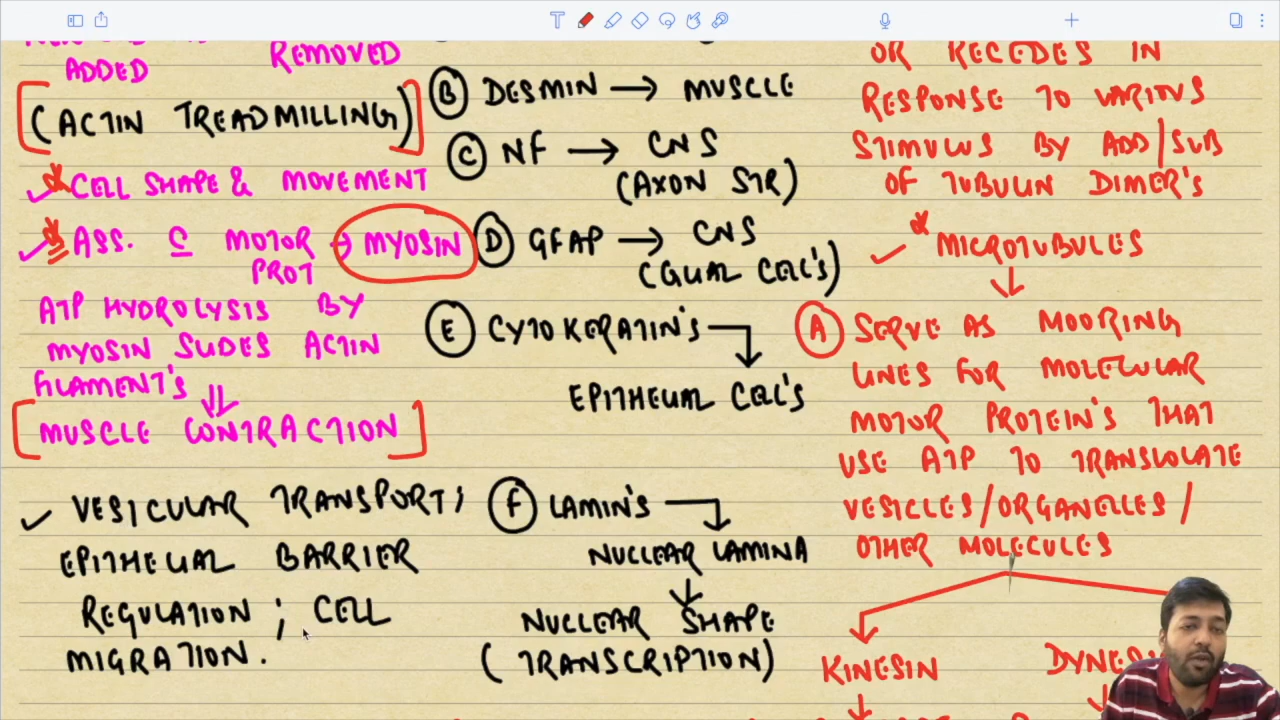 ADDED REMOVED
(ACTIN TREADMILLING)
CELL SHAPE & MOVEMENT
ASS. C MOTOR → MYOSIN
PROT
ATP HYDROLYSIS BY
MYOSIN SLIDES ACTIN
FILAMENT'S
MUSCLE CONTRACTION
VESICULAR TRANSPORT;
EPITHELIAL BARRIER
REGULATION ; CELL
MIGRATION.
B DESMIN → MUSCLE
C NF → CNS
(AXON STR)
D GFAP → CNS
(GLIAL CELL'S)
E CYTOKERATIN'S
EPITHELIAL CELL'S
F LAMIN'S
NUCLEAR LAMINA
NUCLEAR SHAPE
(TRANSCRIPTION)
OR RECEDES IN
RESPONSE TO VARIOUS
STIMULUS BY ADD/SUB
OF TUBULIN DIMER'S
MICROTUBULES
A SERVE AS MOORING
LINES FOR MOLECULAR
MOTOR PROTEIN'S THAT
USE ATP TO TRANSLOCATE
VESICLES/ORGANELLES/
OTHER MOLECULES
KINESIN